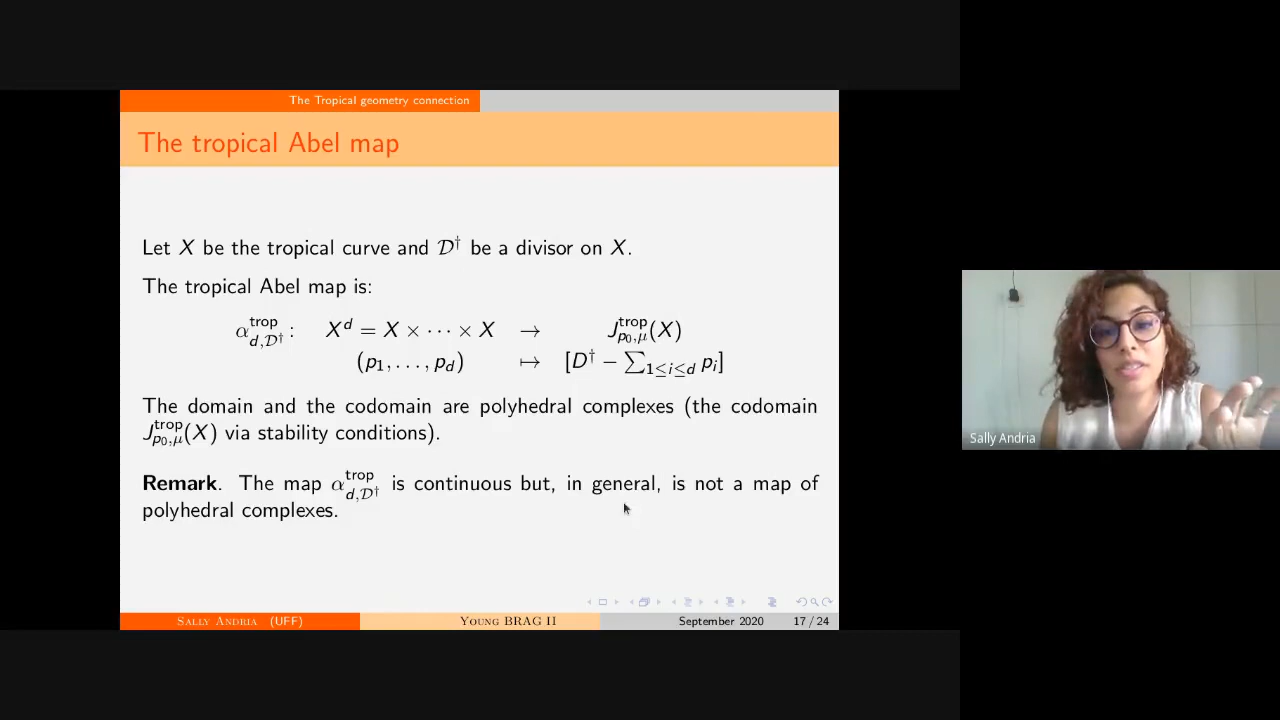 The Tropical geometry connection
The tropical Abel map
Let X be the tropical curve and 𝒟† be a divisor on X.
The tropical Abel map is:
α^trop_{d,𝒟†} : X^d = X × ⋯ × X → J^trop_{p₀,μ}(X)
(p₁, …, p_d) ↦ [D† − ∑_{1≤i≤d} p_i]
The domain and the codomain are polyhedral complexes (the codomain
J^trop_{p₀,μ}(X) via stability conditions).
Remark. The map α^trop_{d,𝒟†} is continuous but, in general, is not a map of
polyhedral complexes.
Sally Andria (UFF) Young BRAG II September 2020 17 / 24
Sally Andria